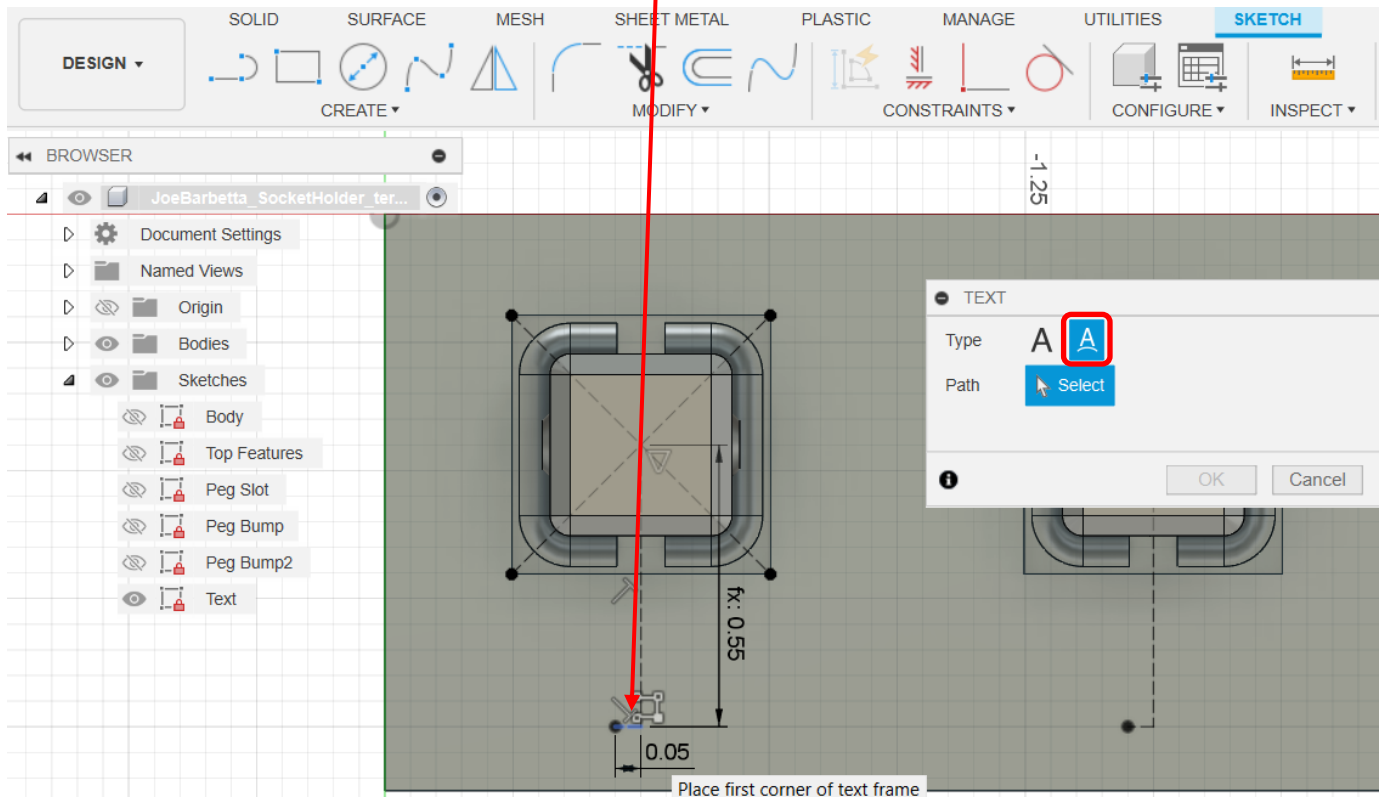 SOLID SURFACE MESH SHEET METAL PLASTIC MANAGE UTILITIES SKETCH
DESIGN ▾
CREATE ▾ MODIFY ▾ CONSTRAINTS ▾ CONFIGURE ▾ INSPECT ▾
BROWSER
JoeBarbetta_SocketHolder_ter...
Document Settings
Named Views
Origin
Bodies
Sketches
Body
Top Features
Peg Slot
Peg Bump
Peg Bump2
Text
-1.25
TEXT
Type A A
Path Select
OK Cancel
fx: 0.55
0.05
Place first corner of text frame